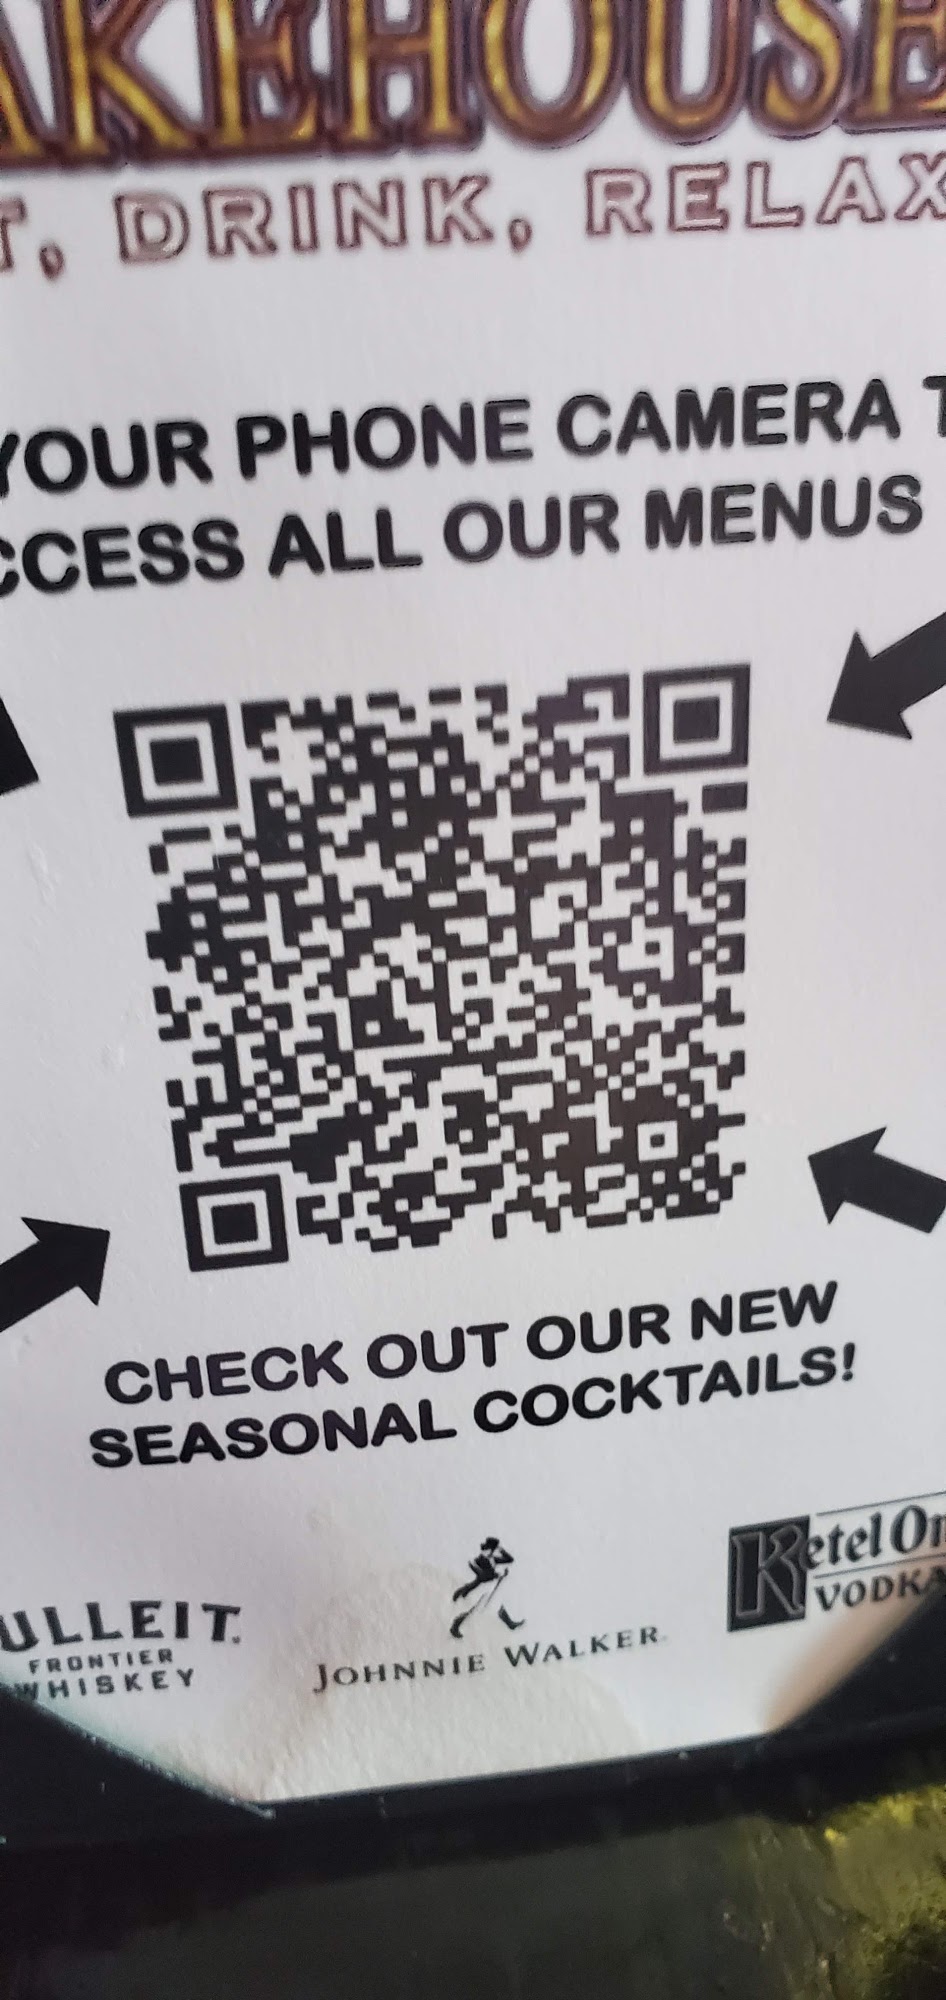 AKEHOUSE
T, DRINK, RELAX
YOUR PHONE CAMERA T
CCESS ALL OUR MENUS
CHECK OUT OUR NEW
SEASONAL COCKTAILS!
ULLEIT
FRONTIER
WHISKEY
JOHNNIE WALKER
Ketel On
VODKA